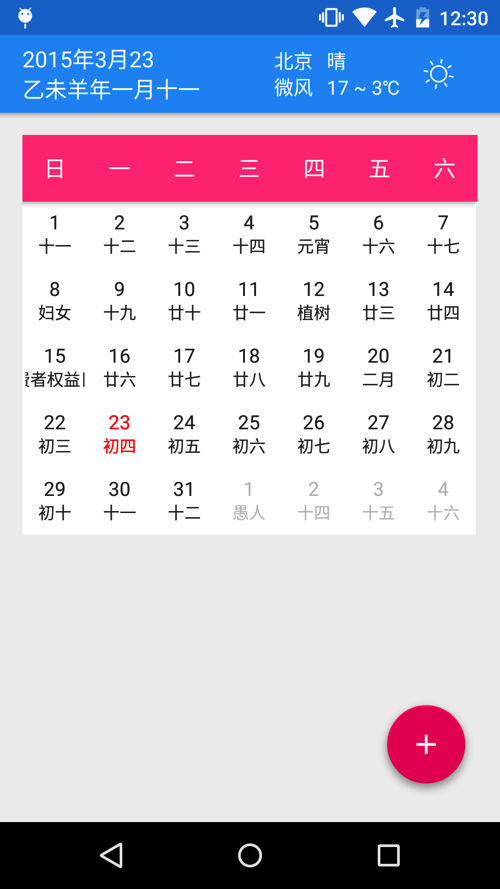 12:30
2015年3月23
乙未羊年一月十一
北京 晴
微风 17 ~ 3℃
日 一 二 三 四 五 六
1 2 3 4 5 6 7
十一 十二 十三 十四 元宵 十六 十七
8 9 10 11 12 13 14
妇女 十九 廿十 廿一 植树 廿三 廿四
15 16 17 18 19 20 21
者权益 廿六 廿七 廿八 廿九 二月 初二
22 23 24 25 26 27 28
初三 初四 初五 初六 初七 初八 初九
29 30 31 1 2 3 4
初十 十一 十二 愚人 十四 十五 十六
+